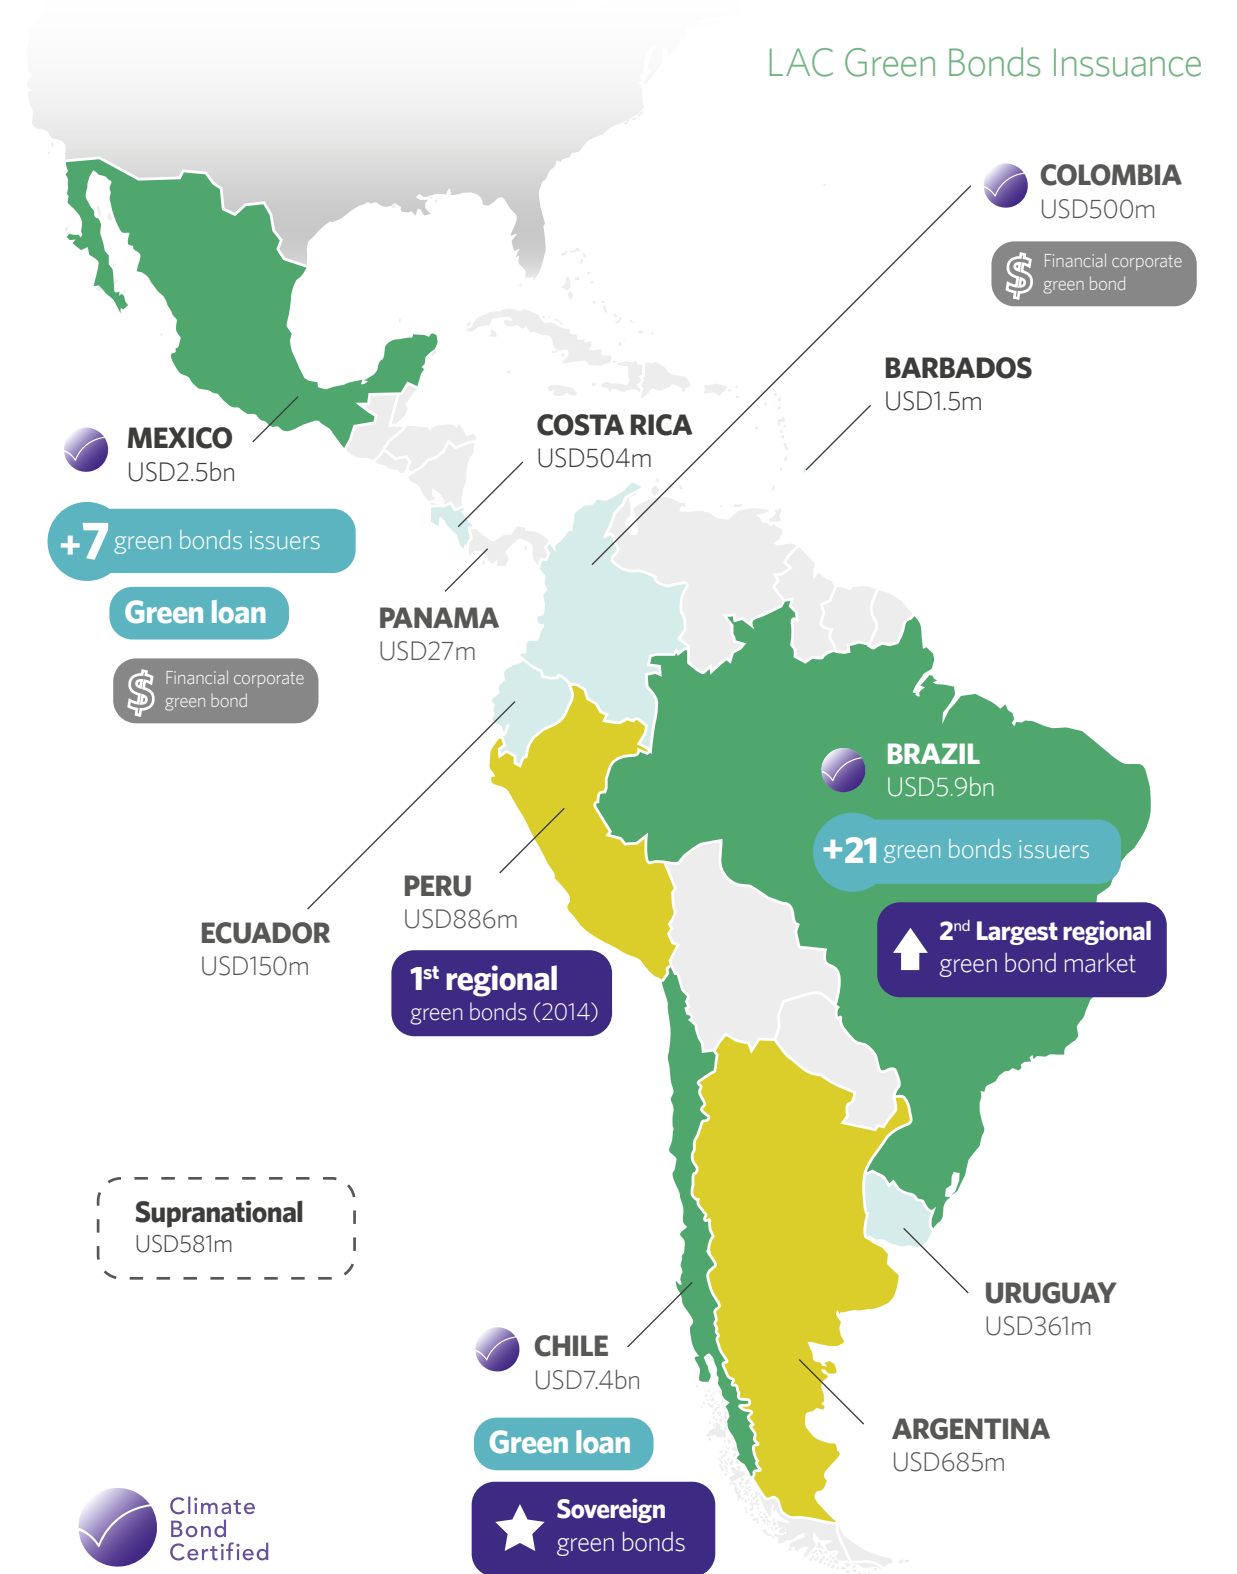 LAC Green Bonds Inssuance
COLOMBIA
USD500m
$ Financial corporate
green bond
BARBADOS
USD1.5m
COSTA RICA
USD504m
MEXICO
USD2.5bn
+7 green bonds issuers
Green loan
$ Financial corporate
green bond
PANAMA
USD27m
BRAZIL
USD5.9bn
+21 green bonds issuers
2nd Largest regional
green bond market
PERU
USD886m
1st regional
green bonds (2014)
ECUADOR
USD150m
Supranational
USD581m
URUGUAY
USD361m
CHILE
USD7.4bn
Green loan
Sovereign
green bonds
ARGENTINA
USD685m
Climate
Bond
Certified